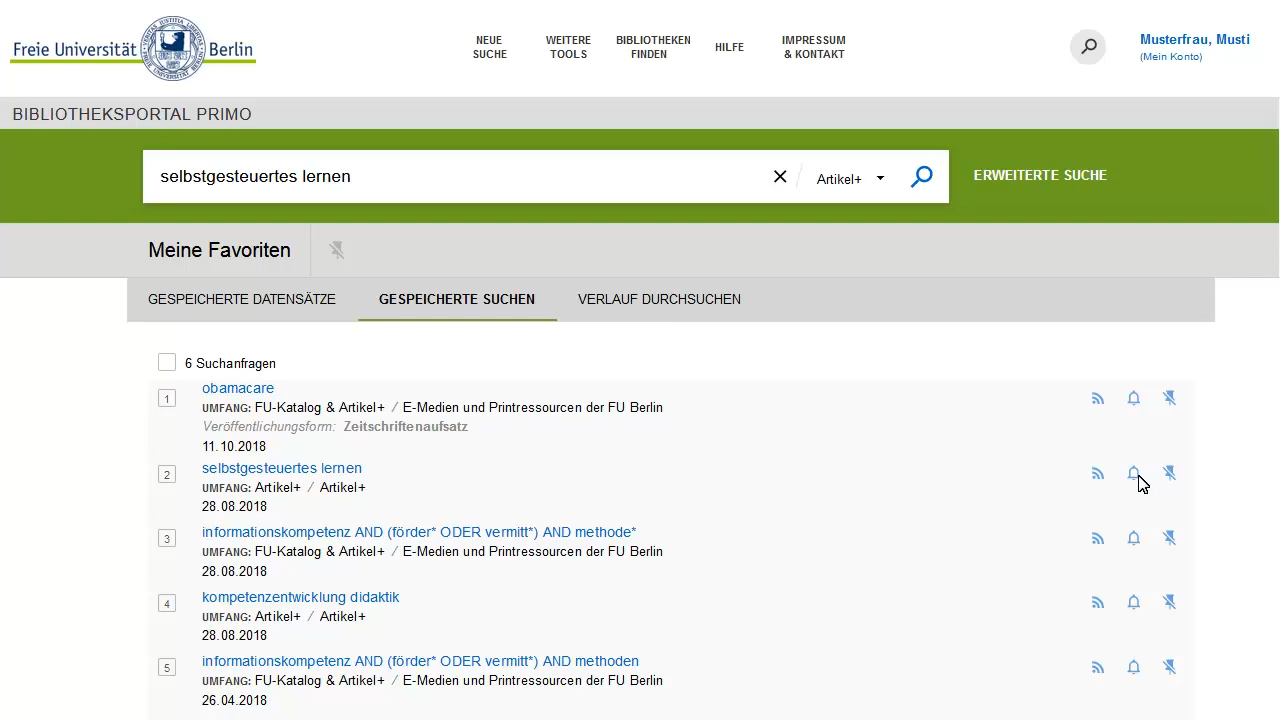 Freie Universität Berlin
NEUE SUCHE
WEITERE TOOLS
BIBLIOTHEKEN FINDEN
HILFE
IMPRESSUM & KONTAKT
Musterfrau, Musti
(Mein Konto)
BIBLIOTHEKSPORTAL PRIMO
selbstgesteuertes lernen
Artikel+
ERWEITERTE SUCHE
Meine Favoriten
GESPEICHERTE DATENSÄTZE
GESPEICHERTE SUCHEN
VERLAUF DURCHSUCHEN
6 Suchanfragen
1
obamacare
UMFANG: FU-Katalog & Artikel+ / E-Medien und Printressourcen der FU Berlin
Veröffentlichungsform: Zeitschriftenaufsatz
11.10.2018
2
selbstgesteuertes lernen
UMFANG: Artikel+ / Artikel+
28.08.2018
3
informationskompetenz AND (förder* ODER vermitt*) AND methode*
UMFANG: FU-Katalog & Artikel+ / E-Medien und Printressourcen der FU Berlin
28.08.2018
4
kompetenzentwicklung didaktik
UMFANG: Artikel+ / Artikel+
28.08.2018
5
informationskompetenz AND (förder* ODER vermitt*) AND methoden
UMFANG: FU-Katalog & Artikel+ / E-Medien und Printressourcen der FU Berlin
26.04.2018